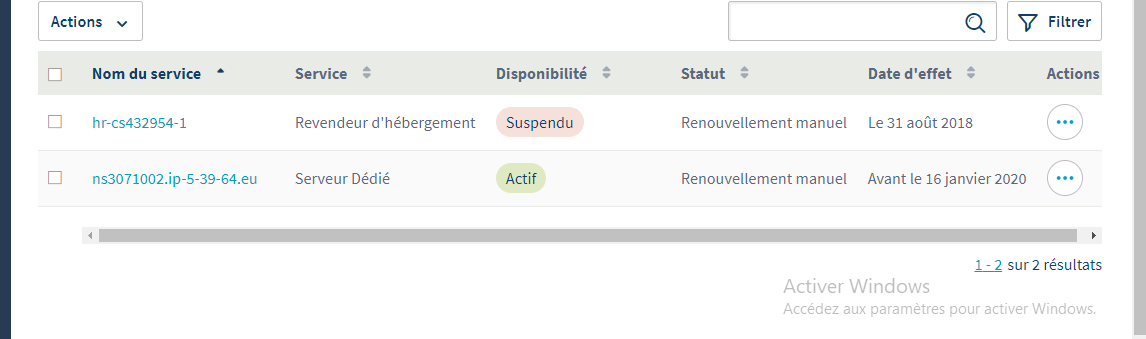 Actions
Filtrer
Nom du service Service Disponibilité Statut Date d'effet Actions
hr-cs432954-1 Revendeur d'hébergement Suspendu Renouvellement manuel Le 31 août 2018
ns3071002.ip-5-39-64.eu Serveur Dédié Actif Renouvellement manuel Avant le 16 janvier 2020
1 - 2 sur 2 résultats
Activer Windows
Accédez aux paramètres pour activer Windows.